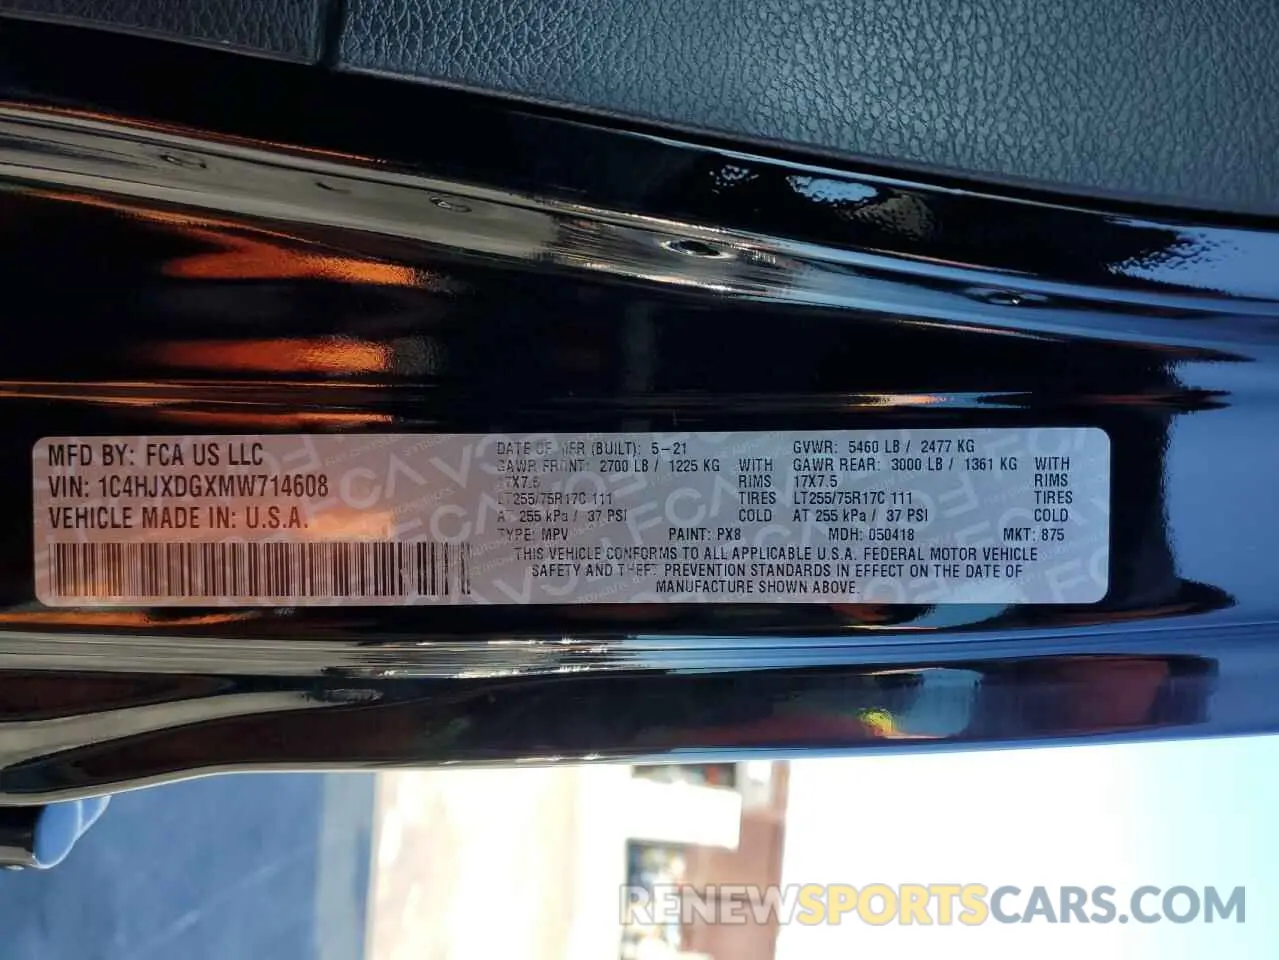 MFD BY: FCA US LLC
VIN: 1C4HJXDGXMW714608
VEHICLE MADE IN: U.S.A.
DATE OF MFR (BUILT): 5-21
GAWR FRONT: 2700 LB / 1225 KG WITH
17X7.5 RIMS
LT255/75R17C 111 TIRES
AT 255 kPa / 37 PSI COLD
GVWR: 5460 LB / 2477 KG
GAWR REAR: 3000 LB / 1361 KG WITH
17X7.5 RIMS
LT255/75R17C 111 TIRES
AT 255 kPa / 37 PSI COLD
TYPE: MPV PAINT: PX8 MDH: 050418 MKT: 875
THIS VEHICLE CONFORMS TO ALL APPLICABLE U.S.A. FEDERAL MOTOR VEHICLE
SAFETY AND THEFT PREVENTION STANDARDS IN EFFECT ON THE DATE OF
MANUFACTURE SHOWN ABOVE.
RENEWSPORTSCARS.COM